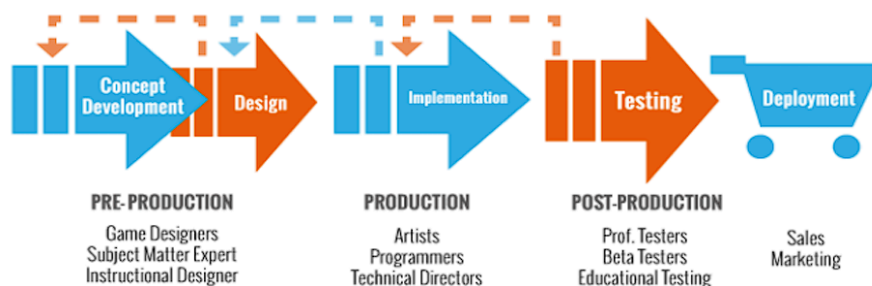 Concept
Development
Design
Implementation
Testing
Deployment
PRE-PRODUCTION
Game Designers
Subject Matter Expert
Instructional Designer
PRODUCTION
Artists
Programmers
Technical Directors
POST-PRODUCTION
Prof. Testers
Beta Testers
Educational Testing
Sales
Marketing